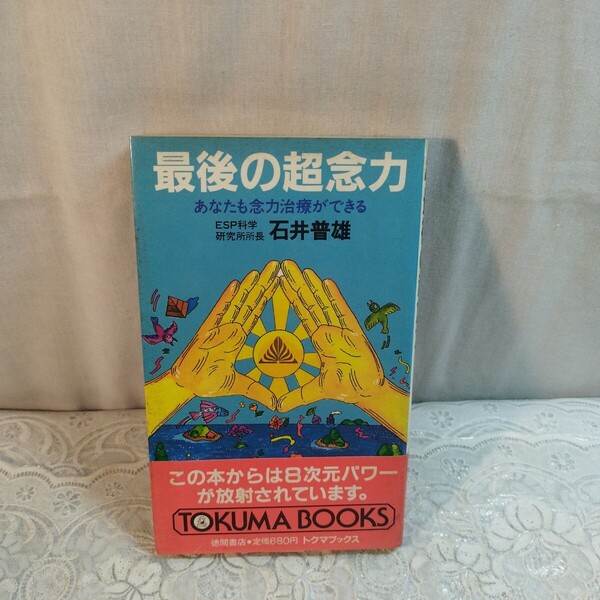 最後の超念力
あなたも念力治療ができる
ESP科学
研究所所長 石井普雄
この本からは8次元パワー
が放射されています。
TOKUMA BOOKS
徳間書店•定価680円 トクマブックス